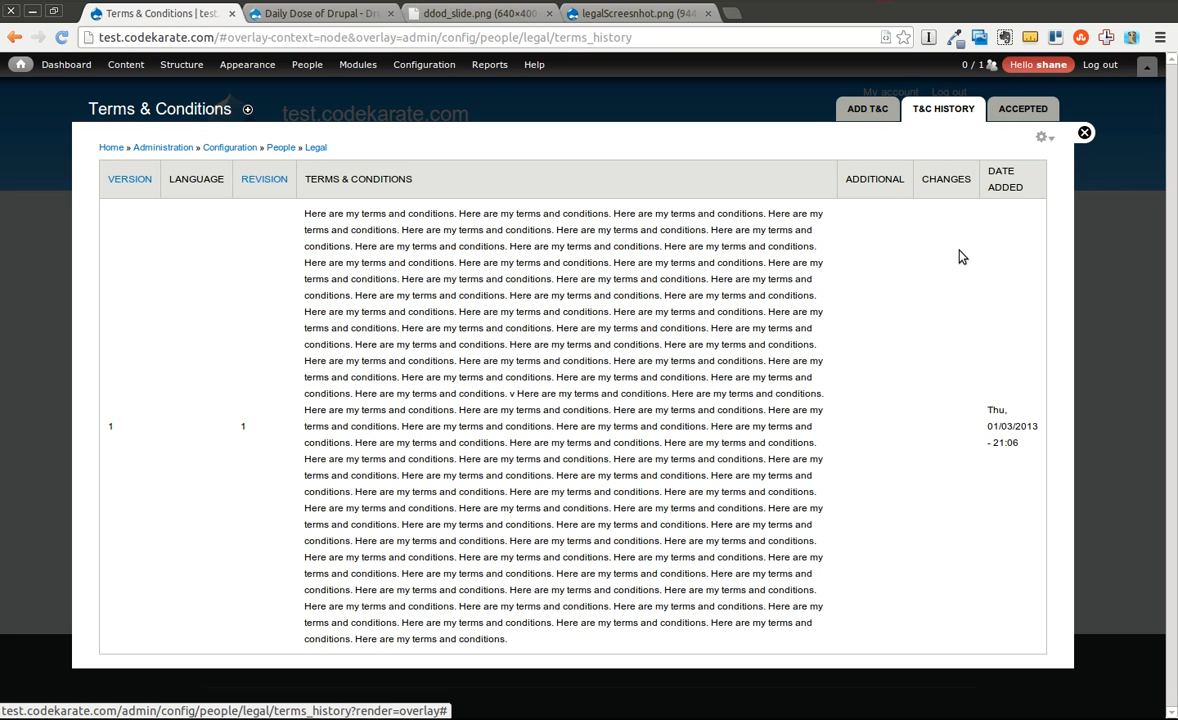 Terms & Conditions | test.
Daily Dose of Drupal - Dru
ddod_slide.png (640×400
legalScreesnhot.png (944
test.codekarate.com/#overlay-context=node&overlay=admin/config/people/legal/terms_history
Dashboard Content Structure Appearance People Modules Configuration Reports Help 0 / 1 Hello shane Log out
My account Log out
Terms & Conditions test.codekarate.com ADD T&C T&C HISTORY ACCEPTED
Home » Administration » Configuration » People » Legal
VERSION LANGUAGE REVISION TERMS & CONDITIONS ADDITIONAL CHANGES DATE ADDED
Here are my terms and conditions. Here are my terms and conditions. Here are my terms and conditions. Here are my
terms and conditions. Here are my terms and conditions. Here are my terms and conditions. Here are my terms and
conditions. Here are my terms and conditions. Here are my terms and conditions. Here are my terms and conditions.
Here are my terms and conditions. Here are my terms and conditions. Here are my terms and conditions. Here are my
terms and conditions. Here are my terms and conditions. Here are my terms and conditions. Here are my terms and
conditions. Here are my terms and conditions. Here are my terms and conditions. Here are my terms and conditions.
Here are my terms and conditions. Here are my terms and conditions. Here are my terms and conditions. Here are my
terms and conditions. Here are my terms and conditions. Here are my terms and conditions. Here are my terms and
conditions. Here are my terms and conditions. Here are my terms and conditions. Here are my terms and conditions.
Here are my terms and conditions. Here are my terms and conditions. Here are my terms and conditions. Here are my
terms and conditions. Here are my terms and conditions. Here are my terms and conditions. Here are my terms and
conditions. Here are my terms and conditions. v Here are my terms and conditions. Here are my terms and conditions.
Here are my terms and conditions. Here are my terms and conditions. Here are my terms and conditions. Here are my
terms and conditions. Here are my terms and conditions. Here are my terms and conditions. Here are my terms and
conditions. Here are my terms and conditions. Here are my terms and conditions. Here are my terms and conditions.
Here are my terms and conditions. Here are my terms and conditions. Here are my terms and conditions. Here are my
terms and conditions. Here are my terms and conditions. Here are my terms and conditions. Here are my terms and
conditions. Here are my terms and conditions. Here are my terms and conditions. Here are my terms and conditions.
Here are my terms and conditions. Here are my terms and conditions. Here are my terms and conditions. Here are my
terms and conditions. Here are my terms and conditions. Here are my terms and conditions. Here are my terms and
conditions. Here are my terms and conditions. Here are my terms and conditions. Here are my terms and conditions.
Here are my terms and conditions. Here are my terms and conditions. Here are my terms and conditions. Here are my
terms and conditions. Here are my terms and conditions. Here are my terms and conditions. Here are my terms and
conditions. Here are my terms and conditions. Here are my terms and conditions. Here are my terms and conditions.
Here are my terms and conditions. Here are my terms and conditions. Here are my terms and conditions. Here are my
terms and conditions. Here are my terms and conditions. Here are my terms and conditions. Here are my terms and
conditions. Here are my terms and conditions.
1 1
Thu,
01/03/2013
- 21:06
test.codekarate.com/admin/config/people/legal/terms_history?render=overlay#